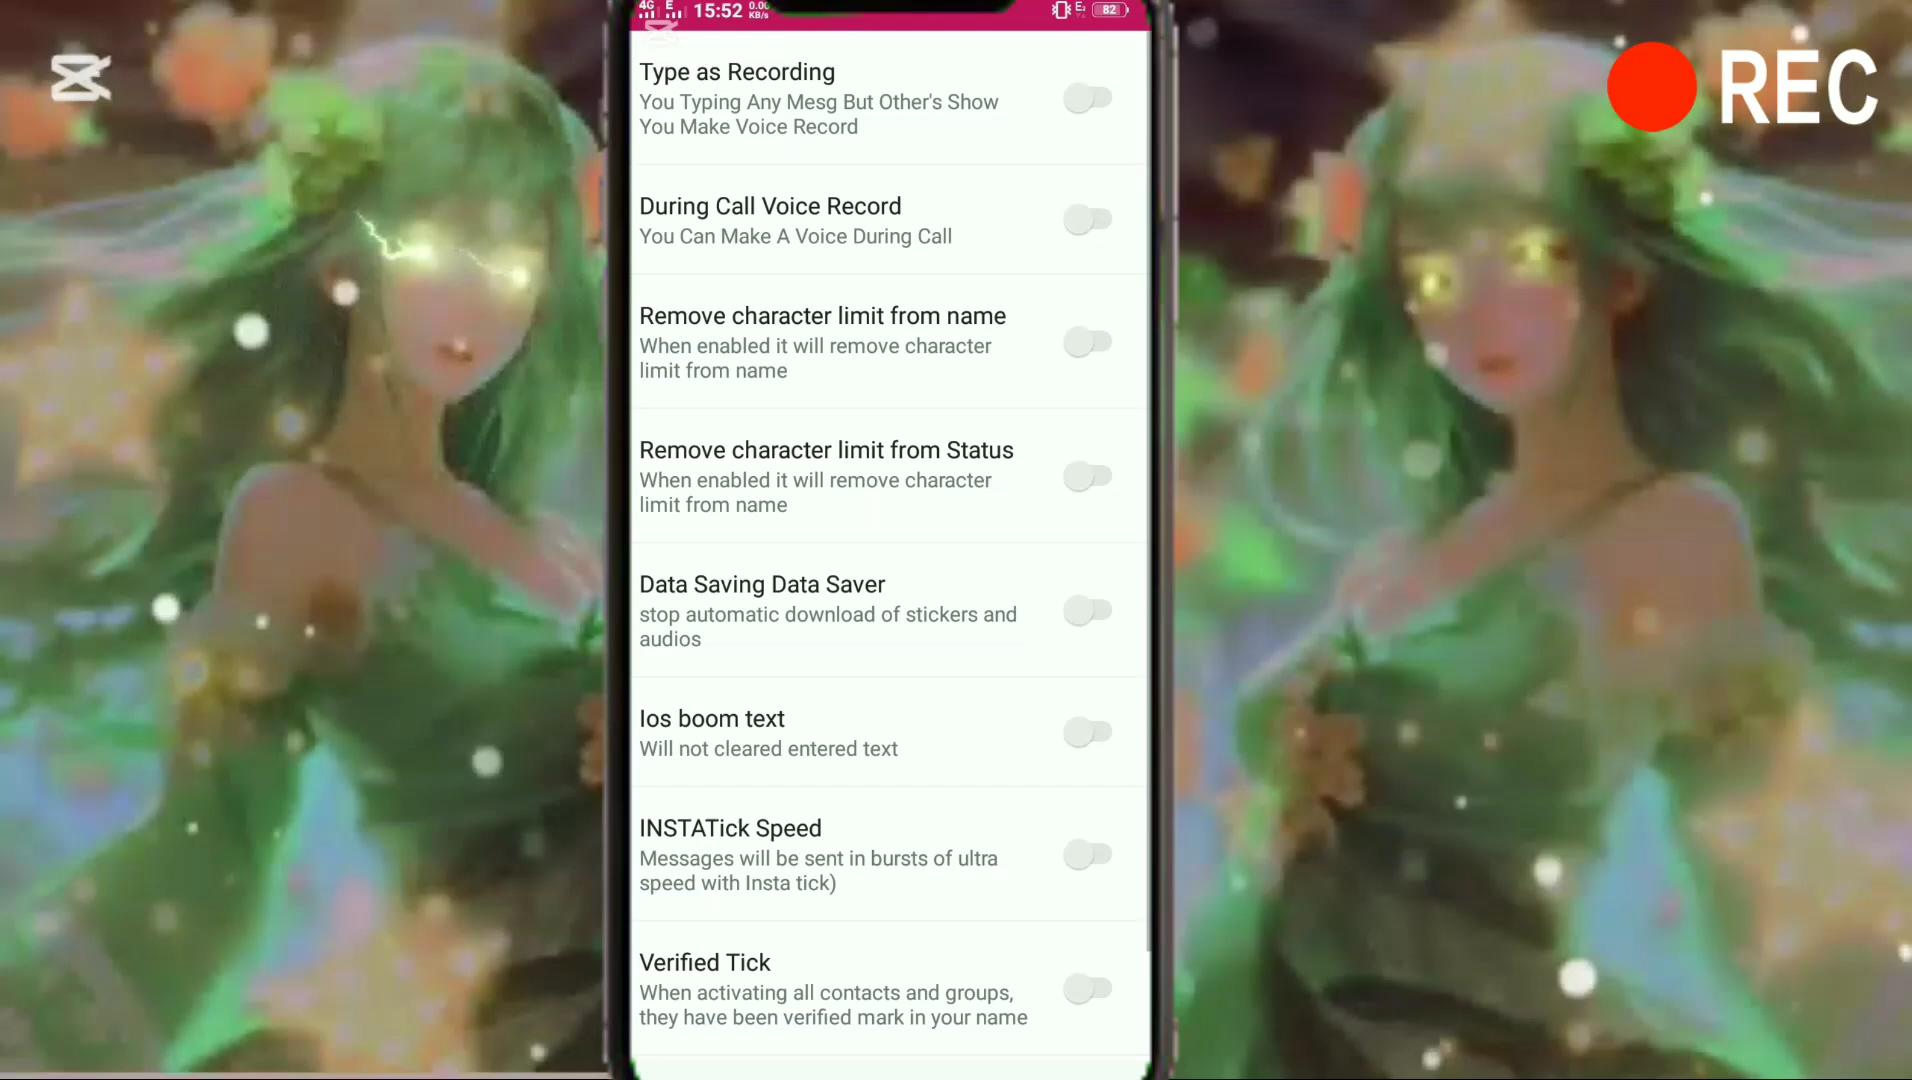 4G E 15:52 0.00 KB/s 82
REC
Type as Recording
You Typing Any Mesg But Other's Show
You Make Voice Record
During Call Voice Record
You Can Make A Voice During Call
Remove character limit from name
When enabled it will remove character
limit from name
Remove character limit from Status
When enabled it will remove character
limit from name
Data Saving Data Saver
stop automatic download of stickers and
audios
Ios boom text
Will not cleared entered text
INSTATick Speed
Messages will be sent in bursts of ultra
speed with Insta tick)
Verified Tick
When activating all contacts and groups,
they have been verified mark in your name